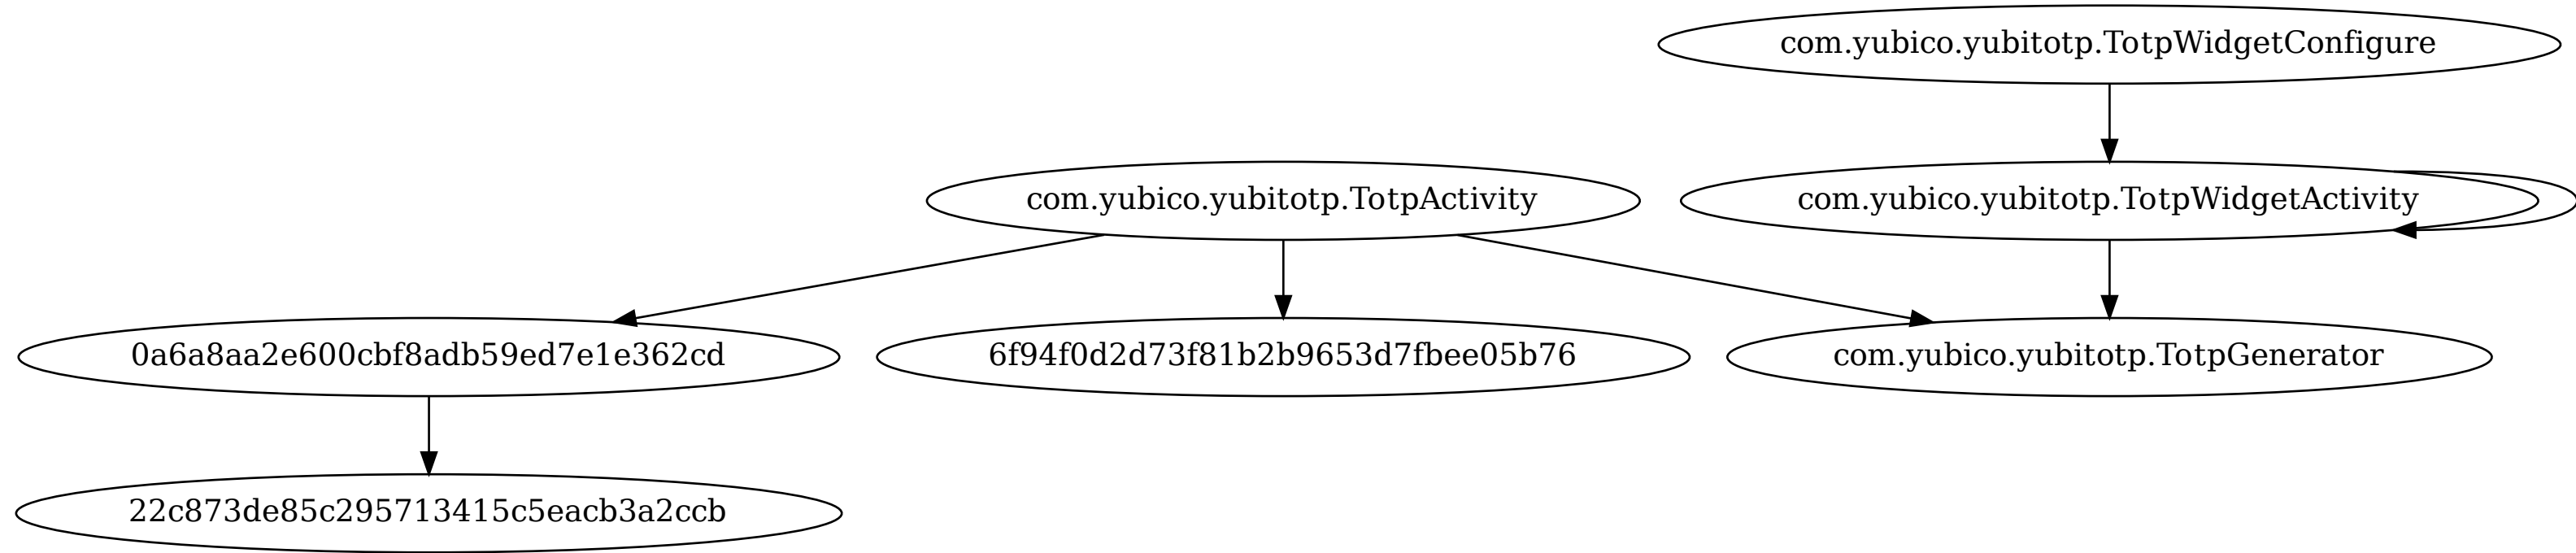 com.yubico.yubitotp.TotpWidgetConfigure
com.yubico.yubitotp.TotpActivity
com.yubico.yubitotp.TotpWidgetActivity
0a6a8aa2e600cbf8adb59ed7e1e362cd
6f94f0d2d73f81b2b9653d7fbee05b76
com.yubico.yubitotp.TotpGenerator
22c873de85c295713415c5eacb3a2ccb